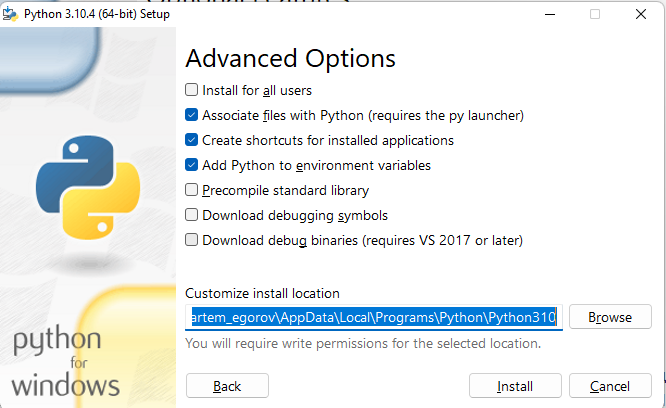 Python 3.10.4 (64-bit) Setup
Advanced Options
Install for all users
Associate files with Python (requires the py launcher)
Create shortcuts for installed applications
Add Python to environment variables
Precompile standard library
Download debugging symbols
Download debug binaries (requires VS 2017 or later)
Customize install location
artem_egorov\AppData\Local\Programs\Python\Python310
Browse
You will require write permissions for the selected location.
python
for
windows
Back
Install
Cancel